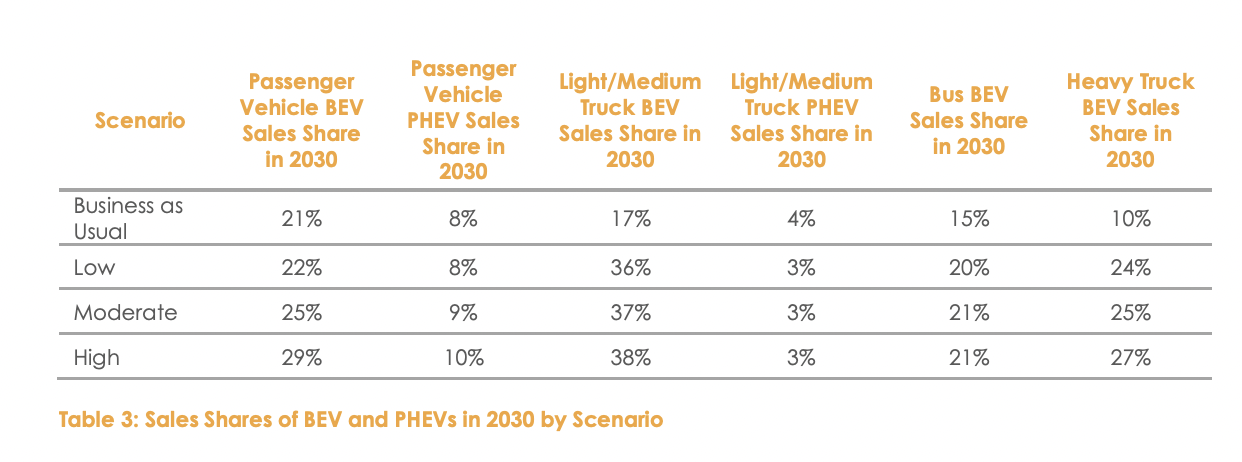 Scenario
Passenger
Vehicle BEV
Sales Share
in 2030
Passenger
Vehicle
PHEV Sales
Share in
2030
Light/Medium
Truck BEV
Sales Share in
2030
Light/Medium
Truck PHEV
Sales Share in
2030
Bus BEV
Sales Share
in 2030
Heavy Truck
BEV Sales
Share in
2030
Business as
Usual
21% 8% 17% 4% 15% 10%
Low 22% 8% 36% 3% 20% 24%
Moderate 25% 9% 37% 3% 21% 25%
High 29% 10% 38% 3% 21% 27%
Table 3: Sales Shares of BEV and PHEVs in 2030 by Scenario